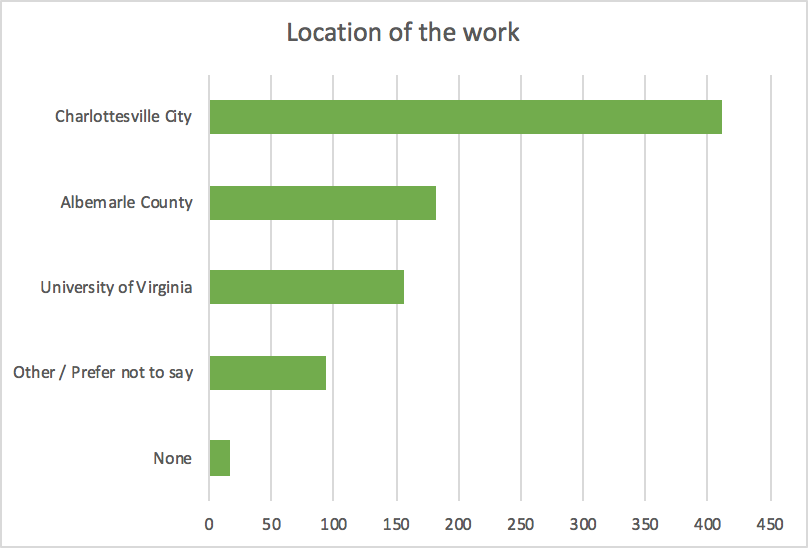 Location of the work
Charlottesville City
Albemarle County
University of Virginia
Other / Prefer not to say
None
0 50 100 150 200 250 300 350 400 450